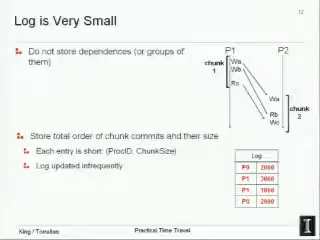 12
Log is Very Small
Do not store dependences (or groups of
them)
P1
P2
chunk
1
Wa
Wb
Rc
Wa
Rb
Wc
chunk
2
Store total order of chunk commits and their size
Each entry is short: (ProcID, ChunkSize)
Log updated infrequently
Log
P0 2000
P1 3000
P1 1000
P0 2000
King / Torrellas
Practical Time Travel
I